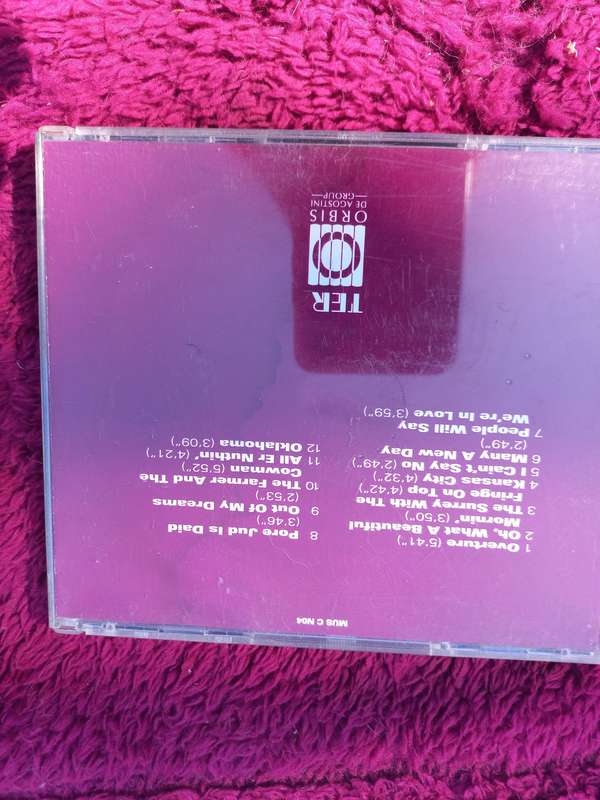 MUS C N04
1 Overture (5'41")
2 Oh, What A Beautiful
Mornin' (3'50")
3 The Surrey With The
Fringe On Top (4'42")
4 Kansas City (4'32")
5 I Cain't Say No (2'49")
6 Many A New Day
(2'49")
7 People Will Say
We're In Love (3'59")
8 Pore Jud Is Daid
(3'46")
9 Out Of My Dreams
(2'53")
10 The Farmer And The
Cowman (5'52")
11 All Er Nuthin' (4'21")
12 Oklahoma (3'09")
TER
ORBIS
DE AGOSTINI
GROUP